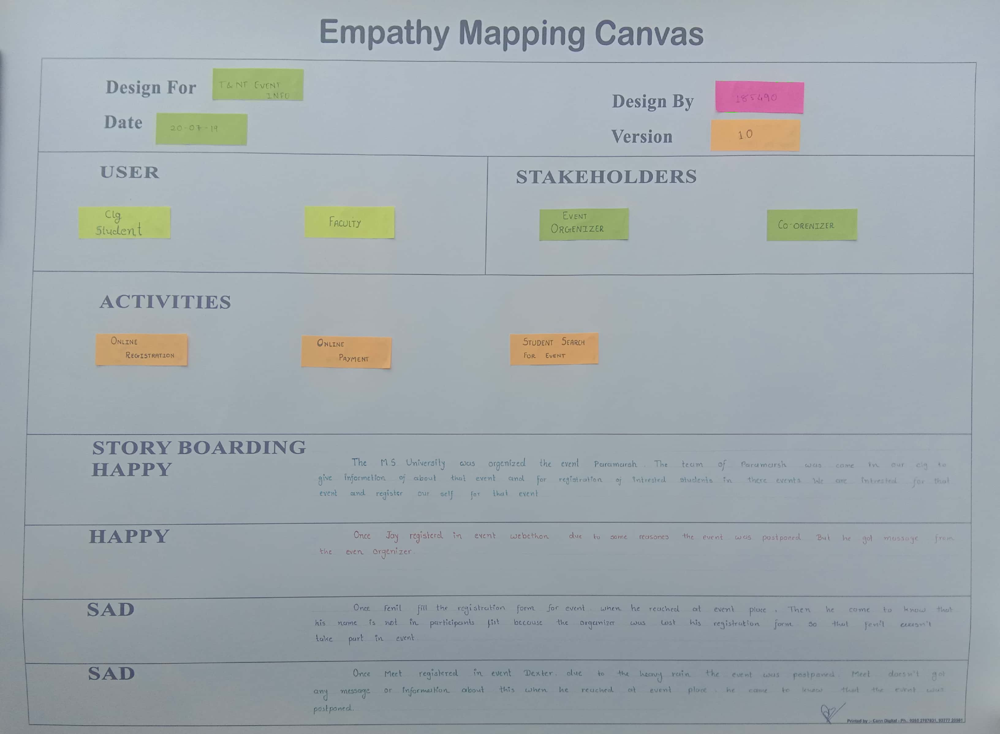 Empathy Mapping Canvas
Design For
T & NT EVENT
INFO
Design By
185490
Date
20-07-19
Version
1.0
USER
Clg
Student
FACULTY
STAKEHOLDERS
EVENT
ORGENIZER
CO-ORENIZER
ACTIVITIES
ONLINE
REGISTRATION
ONLINE
PAYMENT
STUDENT SEARCH
FOR EVENT
STORY BOARDING
HAPPY
The MS University was orgenized the event Paramarsh. The team of Paramarsh was come in our clg to
give informetion of about that event and for registration of intrested students in there events. We are intrested for that
event and register our self for that event
HAPPY
Once Jay registerd in event webethon due to some reasones the event was postponed But he got message from
the even orgenizer.
SAD
Once Fenil fill the registration form for event. when he reached at event place, Then he come to know that
his name is not in participants list because the organizer was lost his registration form so that Fenil wasn't
take part in event
SAD
Once Meet registered in event Dexter. due to the heavy rain the event was postponed. Meet doesn't got
any message or information about this when he reached at event place, he came to know that the event was
postponed.
Printed by :- Cann Digital - Ph.: 0265 2787831, 93777 20581